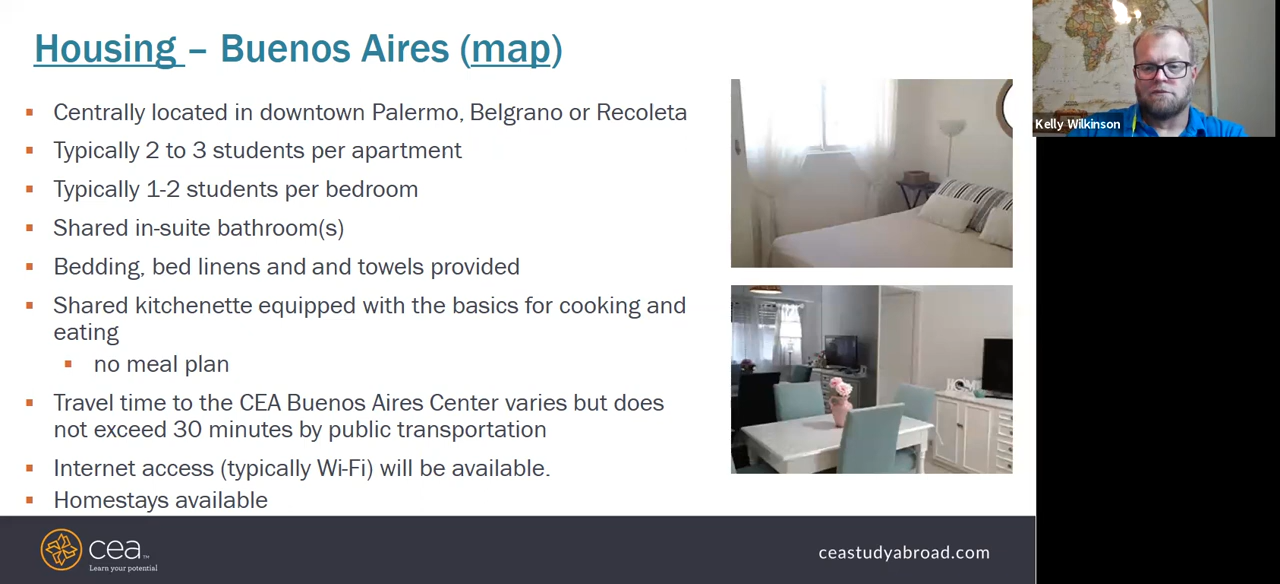 Housing – Buenos Aires (map)
Centrally located in downtown Palermo, Belgrano or Recoleta
Typically 2 to 3 students per apartment
Typically 1-2 students per bedroom
Shared in-suite bathroom(s)
Bedding, bed linens and and towels provided
Shared kitchenette equipped with the basics for cooking and
eating
no meal plan
Travel time to the CEA Buenos Aires Center varies but does
not exceed 30 minutes by public transportation
Internet access (typically Wi-Fi) will be available.
Homestays available
Kelly Wilkinson
HOME
cea™
Learn your potential
ceastudyabroad.com